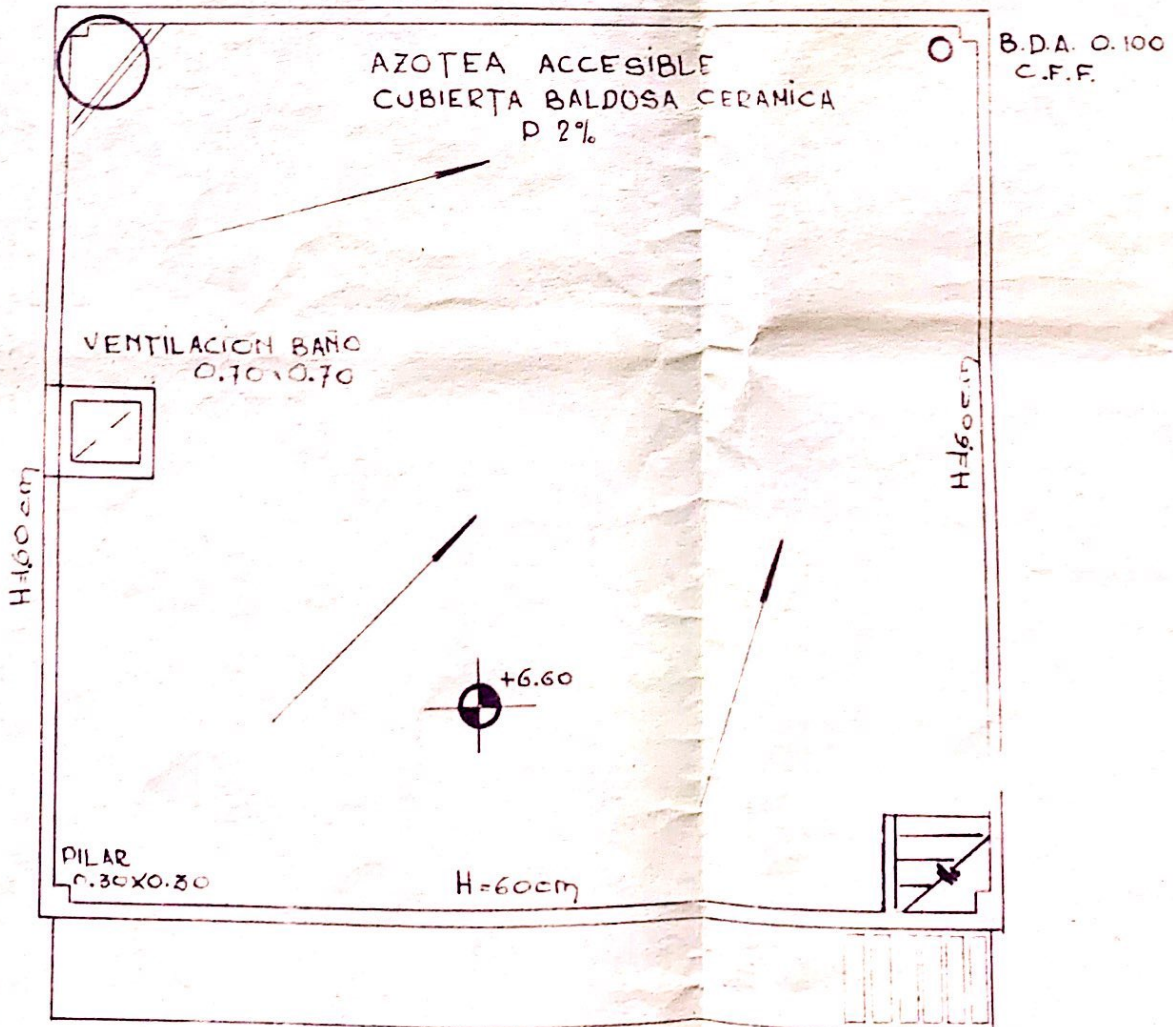 AZOTEA ACCESIBLE
CUBIERTA BALDOSA CERAMICA
P 2%
B.D.A. 0.100
C.F.F.
VENTILACION BAÑO
0.70x0.70
H=160cm
H=160cm
+6.60
PILAR
0.30X0.30
H=60cm